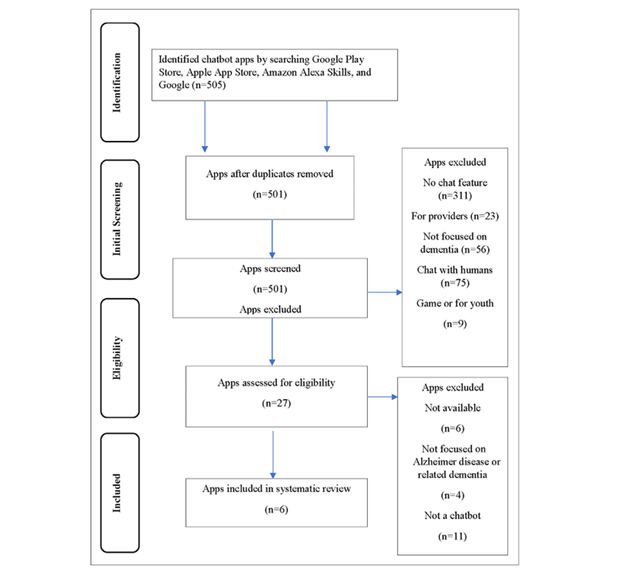 Identification
Identified chatbot apps by searching Google Play
Store, Apple App Store, Amazon Alexa Skills, and
Google (n=505)
Initial Screening
Apps after duplicates removed
(n=501)
Apps screened
(n=501)
Apps excluded
Apps excluded
No chat feature
(n=311)
For providers (n=23)
Not focused on
dementia (n=56)
Chat with humans
(n=75)
Game or for youth
(n=9)
Eligibility
Apps assessed for eligibility
(n=27)
Apps excluded
Not available
(n=6)
Not focused on
Alzheimer disease or
related dementia
(n=4)
Not a chatbot
(n=11)
Included
Apps included in systematic review
(n=6)